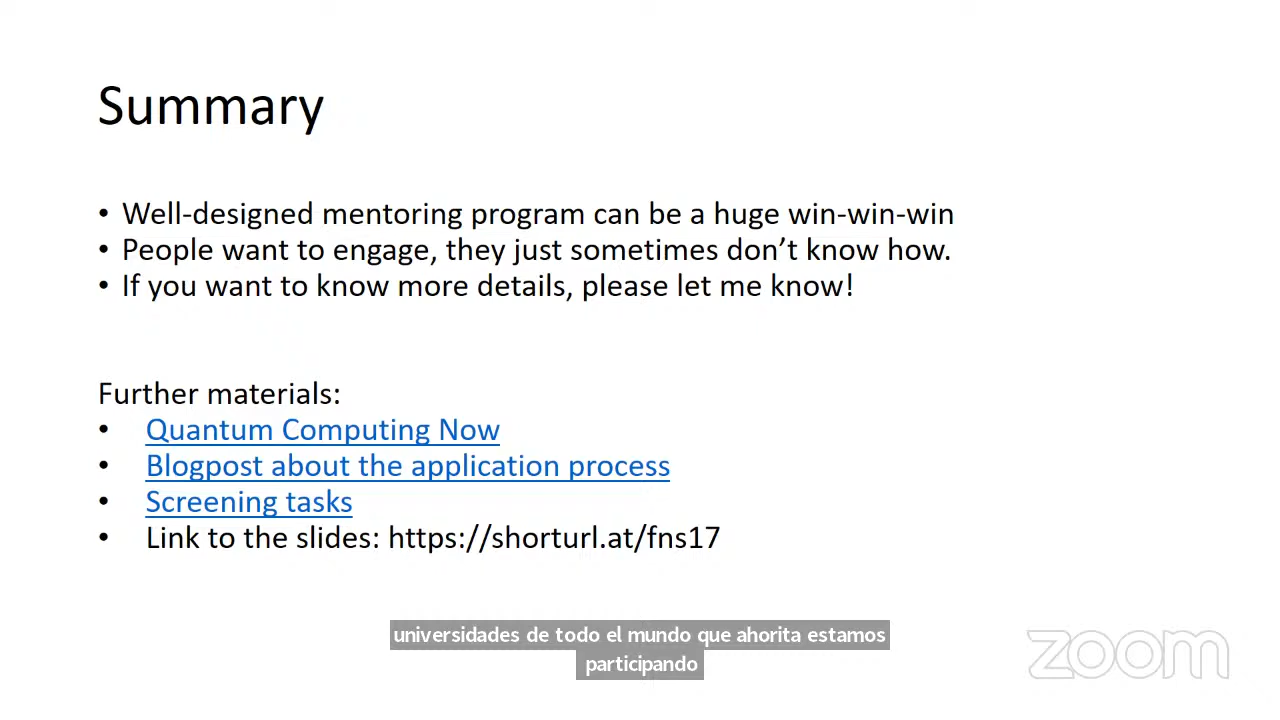 Summary
• Well-designed mentoring program can be a huge win-win-win
• People want to engage, they just sometimes don’t know how.
• If you want to know more details, please let me know!
Further materials:
• Quantum Computing Now
• Blogpost about the application process
• Screening tasks
• Link to the slides: https://shorturl.at/fns17
universidades de todo el mundo que ahorita estamos
participando
zoom